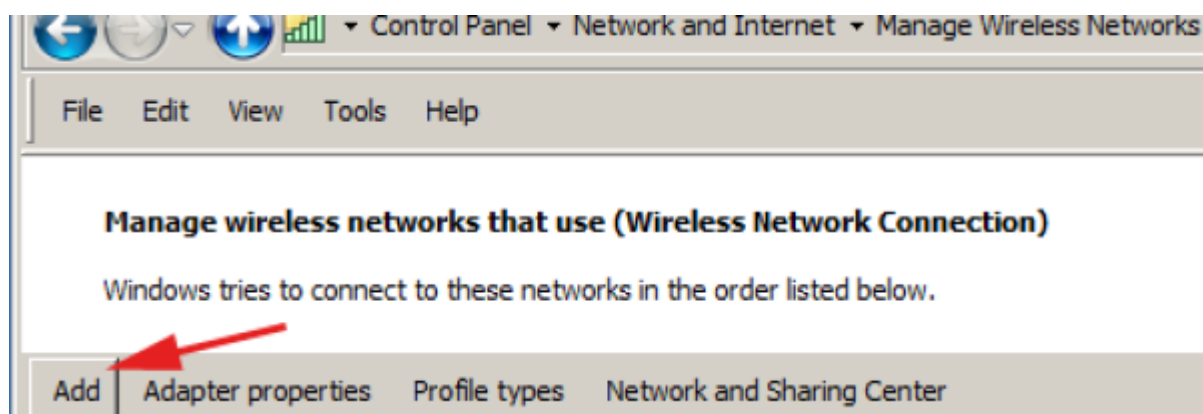 Control Panel Network and Internet Manage Wireless Networks
File Edit View Tools Help
Manage wireless networks that use (Wireless Network Connection)
Windows tries to connect to these networks in the order listed below.
Add Adapter properties Profile types Network and Sharing Center